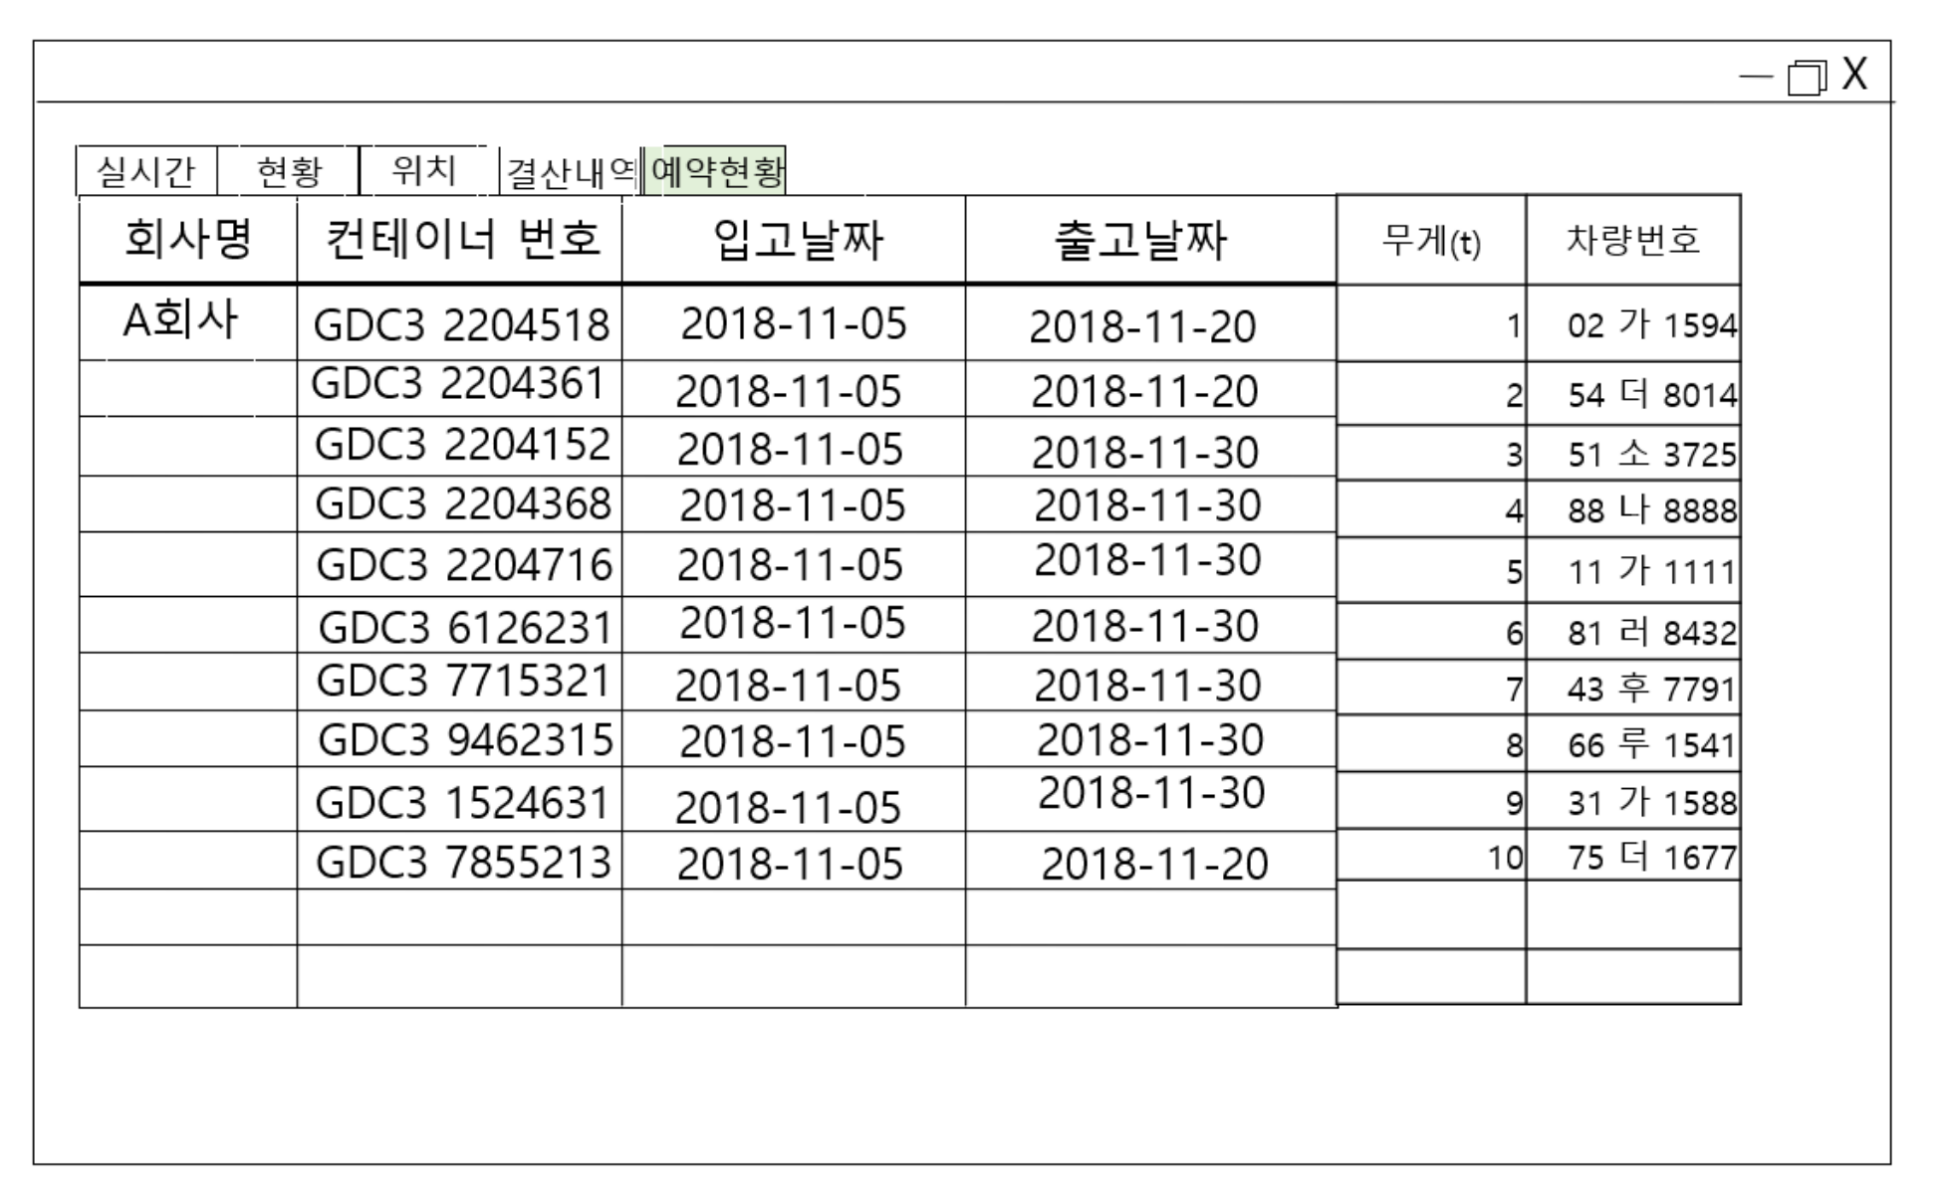 X
실시간 현황 위치 결산내역 예약현황
회사명 컨테이너 번호 입고날짜 출고날짜 무게(t) 차량번호
A회사 GDC3 2204518 2018-11-05 2018-11-20 1 02 가 1594
GDC3 2204361 2018-11-05 2018-11-20 2 54 더 8014
GDC3 2204152 2018-11-05 2018-11-30 3 51 소 3725
GDC3 2204368 2018-11-05 2018-11-30 4 88 나 8888
GDC3 2204716 2018-11-05 2018-11-30 5 11 가 1111
GDC3 6126231 2018-11-05 2018-11-30 6 81 러 8432
GDC3 7715321 2018-11-05 2018-11-30 7 43 후 7791
GDC3 9462315 2018-11-05 2018-11-30 8 66 루 1541
GDC3 1524631 2018-11-05 2018-11-30 9 31 가 1588
GDC3 7855213 2018-11-05 2018-11-20 10 75 더 1677